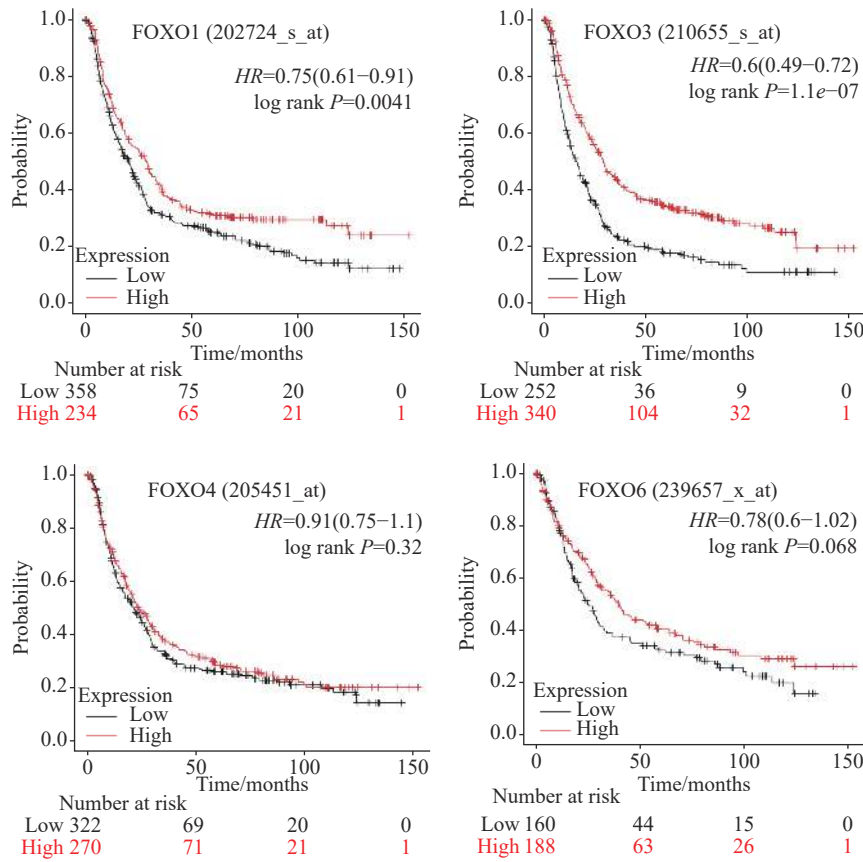 FOXO1 (202724_s_at)
HR=0.75(0.61−0.91)
log rank P=0.0041
1.0
0.8
0.6
0.4
0.2
0.0
Probability
Expression
Low
High
0 50 100 150
Time/months
Number at risk
Low 358 75 20 0
High 234 65 21 1
FOXO3 (210655_s_at)
HR=0.6(0.49−0.72)
log rank P=1.1e−07
1.0
0.8
0.6
0.4
0.2
0.0
Probability
Expression
Low
High
0 50 100 150
Time/months
Number at risk
Low 252 36 9 0
High 340 104 32 1
FOXO4 (205451_at)
HR=0.91(0.75−1.1)
log rank P=0.32
1.0
0.8
0.6
0.4
0.2
0.0
Probability
Expression
Low
High
0 50 100 150
Time/months
Number at risk
Low 322 69 20 0
High 270 71 21 1
FOXO6 (239657_x_at)
HR=0.78(0.6−1.02)
log rank P=0.068
1.0
0.8
0.6
0.4
0.2
0.0
Probability
Expression
Low
High
0 50 100 150
Time/months
Number at risk
Low 160 44 15 0
High 188 63 26 1